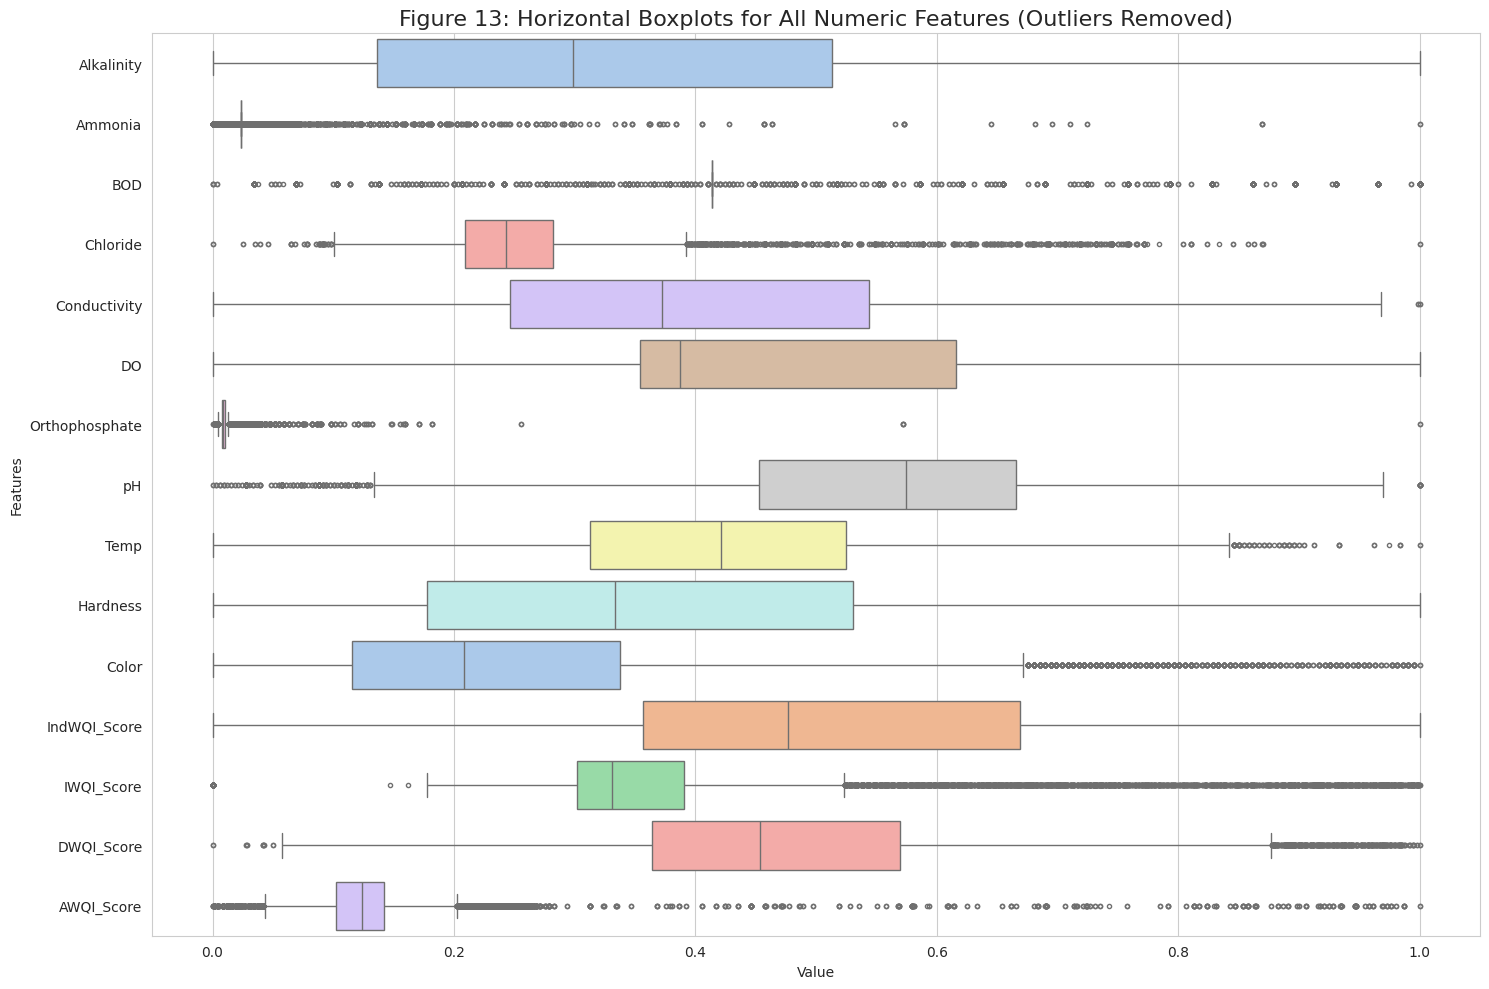 Figure 13: Horizontal Boxplots for All Numeric Features (Outliers Removed)
Features
Alkalinity
Ammonia
BOD
Chloride
Conductivity
DO
Orthophosphate
pH
Temp
Hardness
Color
IndWQI_Score
IWQI_Score
DWQI_Score
AWQI_Score
0.0 0.2 0.4 0.6 0.8 1.0
Value